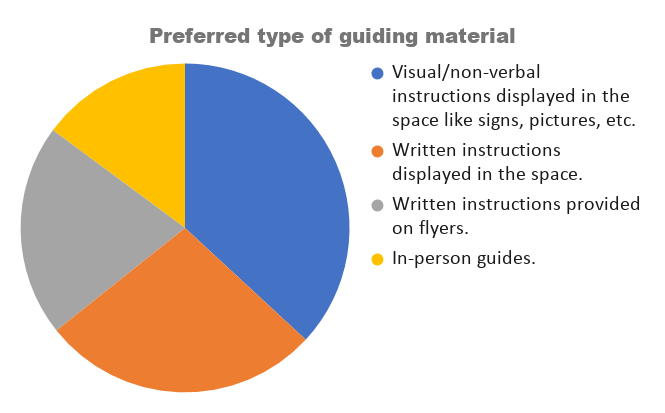 Preferred type of guiding material
Visual/non-verbal
instructions displayed in the
space like signs, pictures, etc.
Written instructions
displayed in the space.
Written instructions provided
on flyers.
In-person guides.